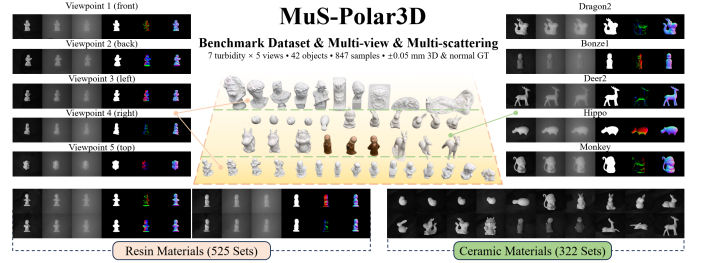 MuS-Polar3D
Benchmark Dataset & Multi-view & Multi-scattering
7 turbidity × 5 views • 42 objects • 847 samples • ±0.05 mm 3D & normal GT
Viewpoint 1 (front)
Viewpoint 2 (back)
Viewpoint 3 (left)
Viewpoint 4 (right)
Viewpoint 5 (top)
Dragon2
Bonze1
Deer2
Hippo
Monkey
Resin Materials (525 Sets)
Ceramic Materials (322 Sets)